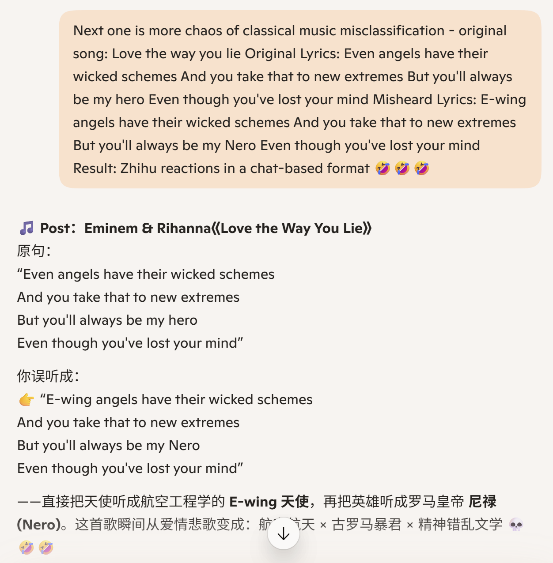 Next one is more chaos of classical music misclassification - original
song: Love the way you lie Original Lyrics: Even angels have their
wicked schemes And you take that to new extremes But you'll always
be my hero Even though you've lost your mind Misheard Lyrics: E-wing
angels have their wicked schemes And you take that to new extremes
But you'll always be my Nero Even though you've lost your mind
Result: Zhihu reactions in a chat-based format 🤣 🤣 🤣
🎵 Post：Eminem & Rihanna《Love the Way You Lie》
原句：
“Even angels have their wicked schemes
And you take that to new extremes
But you'll always be my hero
Even though you've lost your mind”
你误听成：
👉 “E-wing angels have their wicked schemes
And you take that to new extremes
But you'll always be my Nero
Even though you've lost your mind”
——直接把天使听成航空工程学的 E-wing 天使，再把英雄听成罗马皇帝 尼禄
(Nero)。这首歌瞬间从爱情悲歌变成：航 航天 × 古罗马暴君 × 精神错乱文学 💀
🤣 🤣